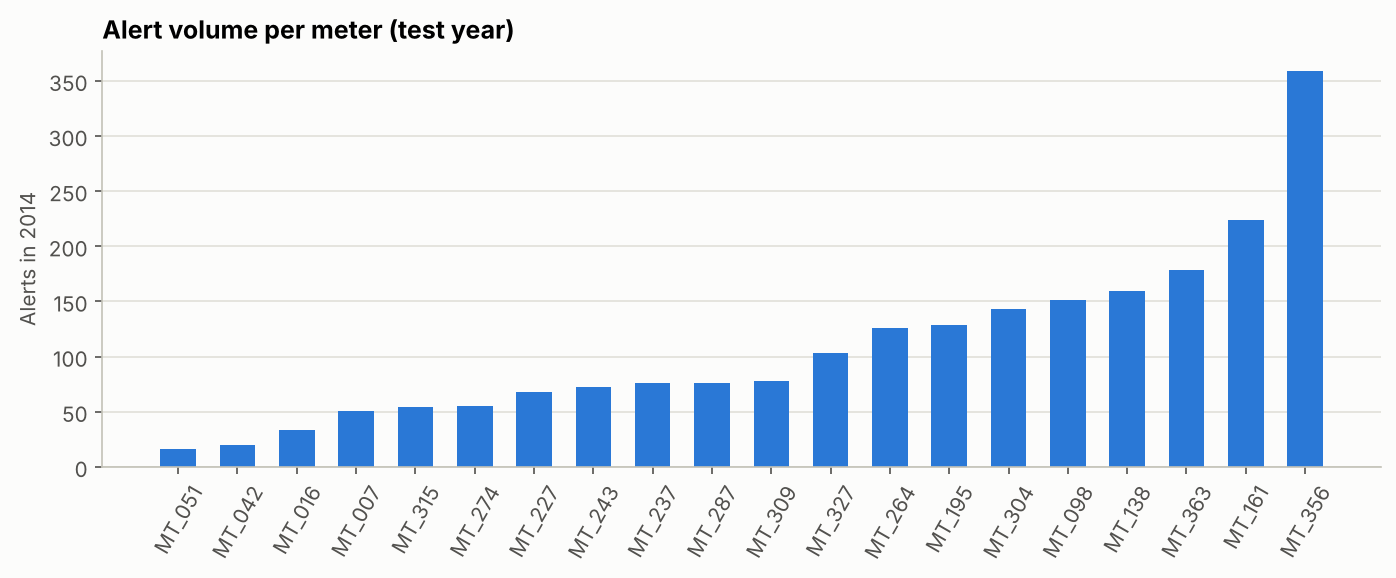 Alert volume per meter (test year)
Alerts in 2014
350
300
250
200
150
100
50
0
MT_051
MT_042
MT_016
MT_007
MT_315
MT_274
MT_227
MT_243
MT_237
MT_287
MT_309
MT_327
MT_264
MT_195
MT_304
MT_098
MT_138
MT_363
MT_161
MT_356